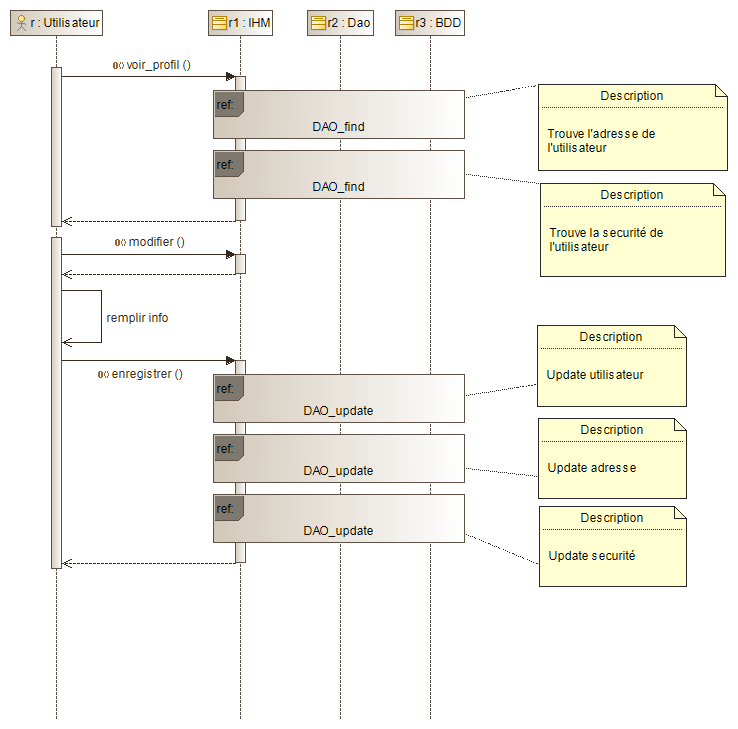 r : Utilisateur
r1 : IHM
r2 : Dao
r3 : BDD
voir_profil ()
ref:
DAO_find
Description
Trouve l'adresse de
l'utilisateur
ref:
DAO_find
Description
Trouve la securité de
l'utilisateur
modifier ()
remplir info
enregistrer ()
Description
Update utilisateur
ref:
DAO_update
Description
Update adresse
ref:
DAO_update
Description
Update securité
ref:
DAO_update